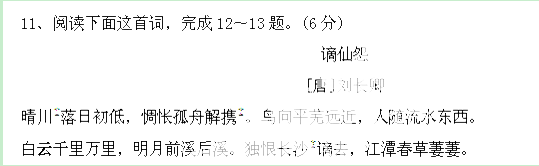 11、阅读下面这首词，完成12～13题。(6分)
谪仙怨
[唐]刘长卿
晴川落日初低，惆怅孤舟解携。鸟向平芜远近，人随流水东西。
白云千里万里，明月前溪后溪。独恨长沙谪去，江潭春草萋萋。